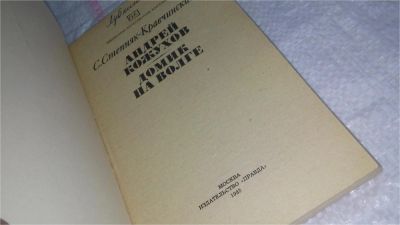 С. Степняк-Кравчинский
АНДРЕЙ
КОЖУХОВ
ДОМИК
НА ВОЛГЕ
МОСКВА
ИЗДАТЕЛЬСТВО «ПРАВДА»